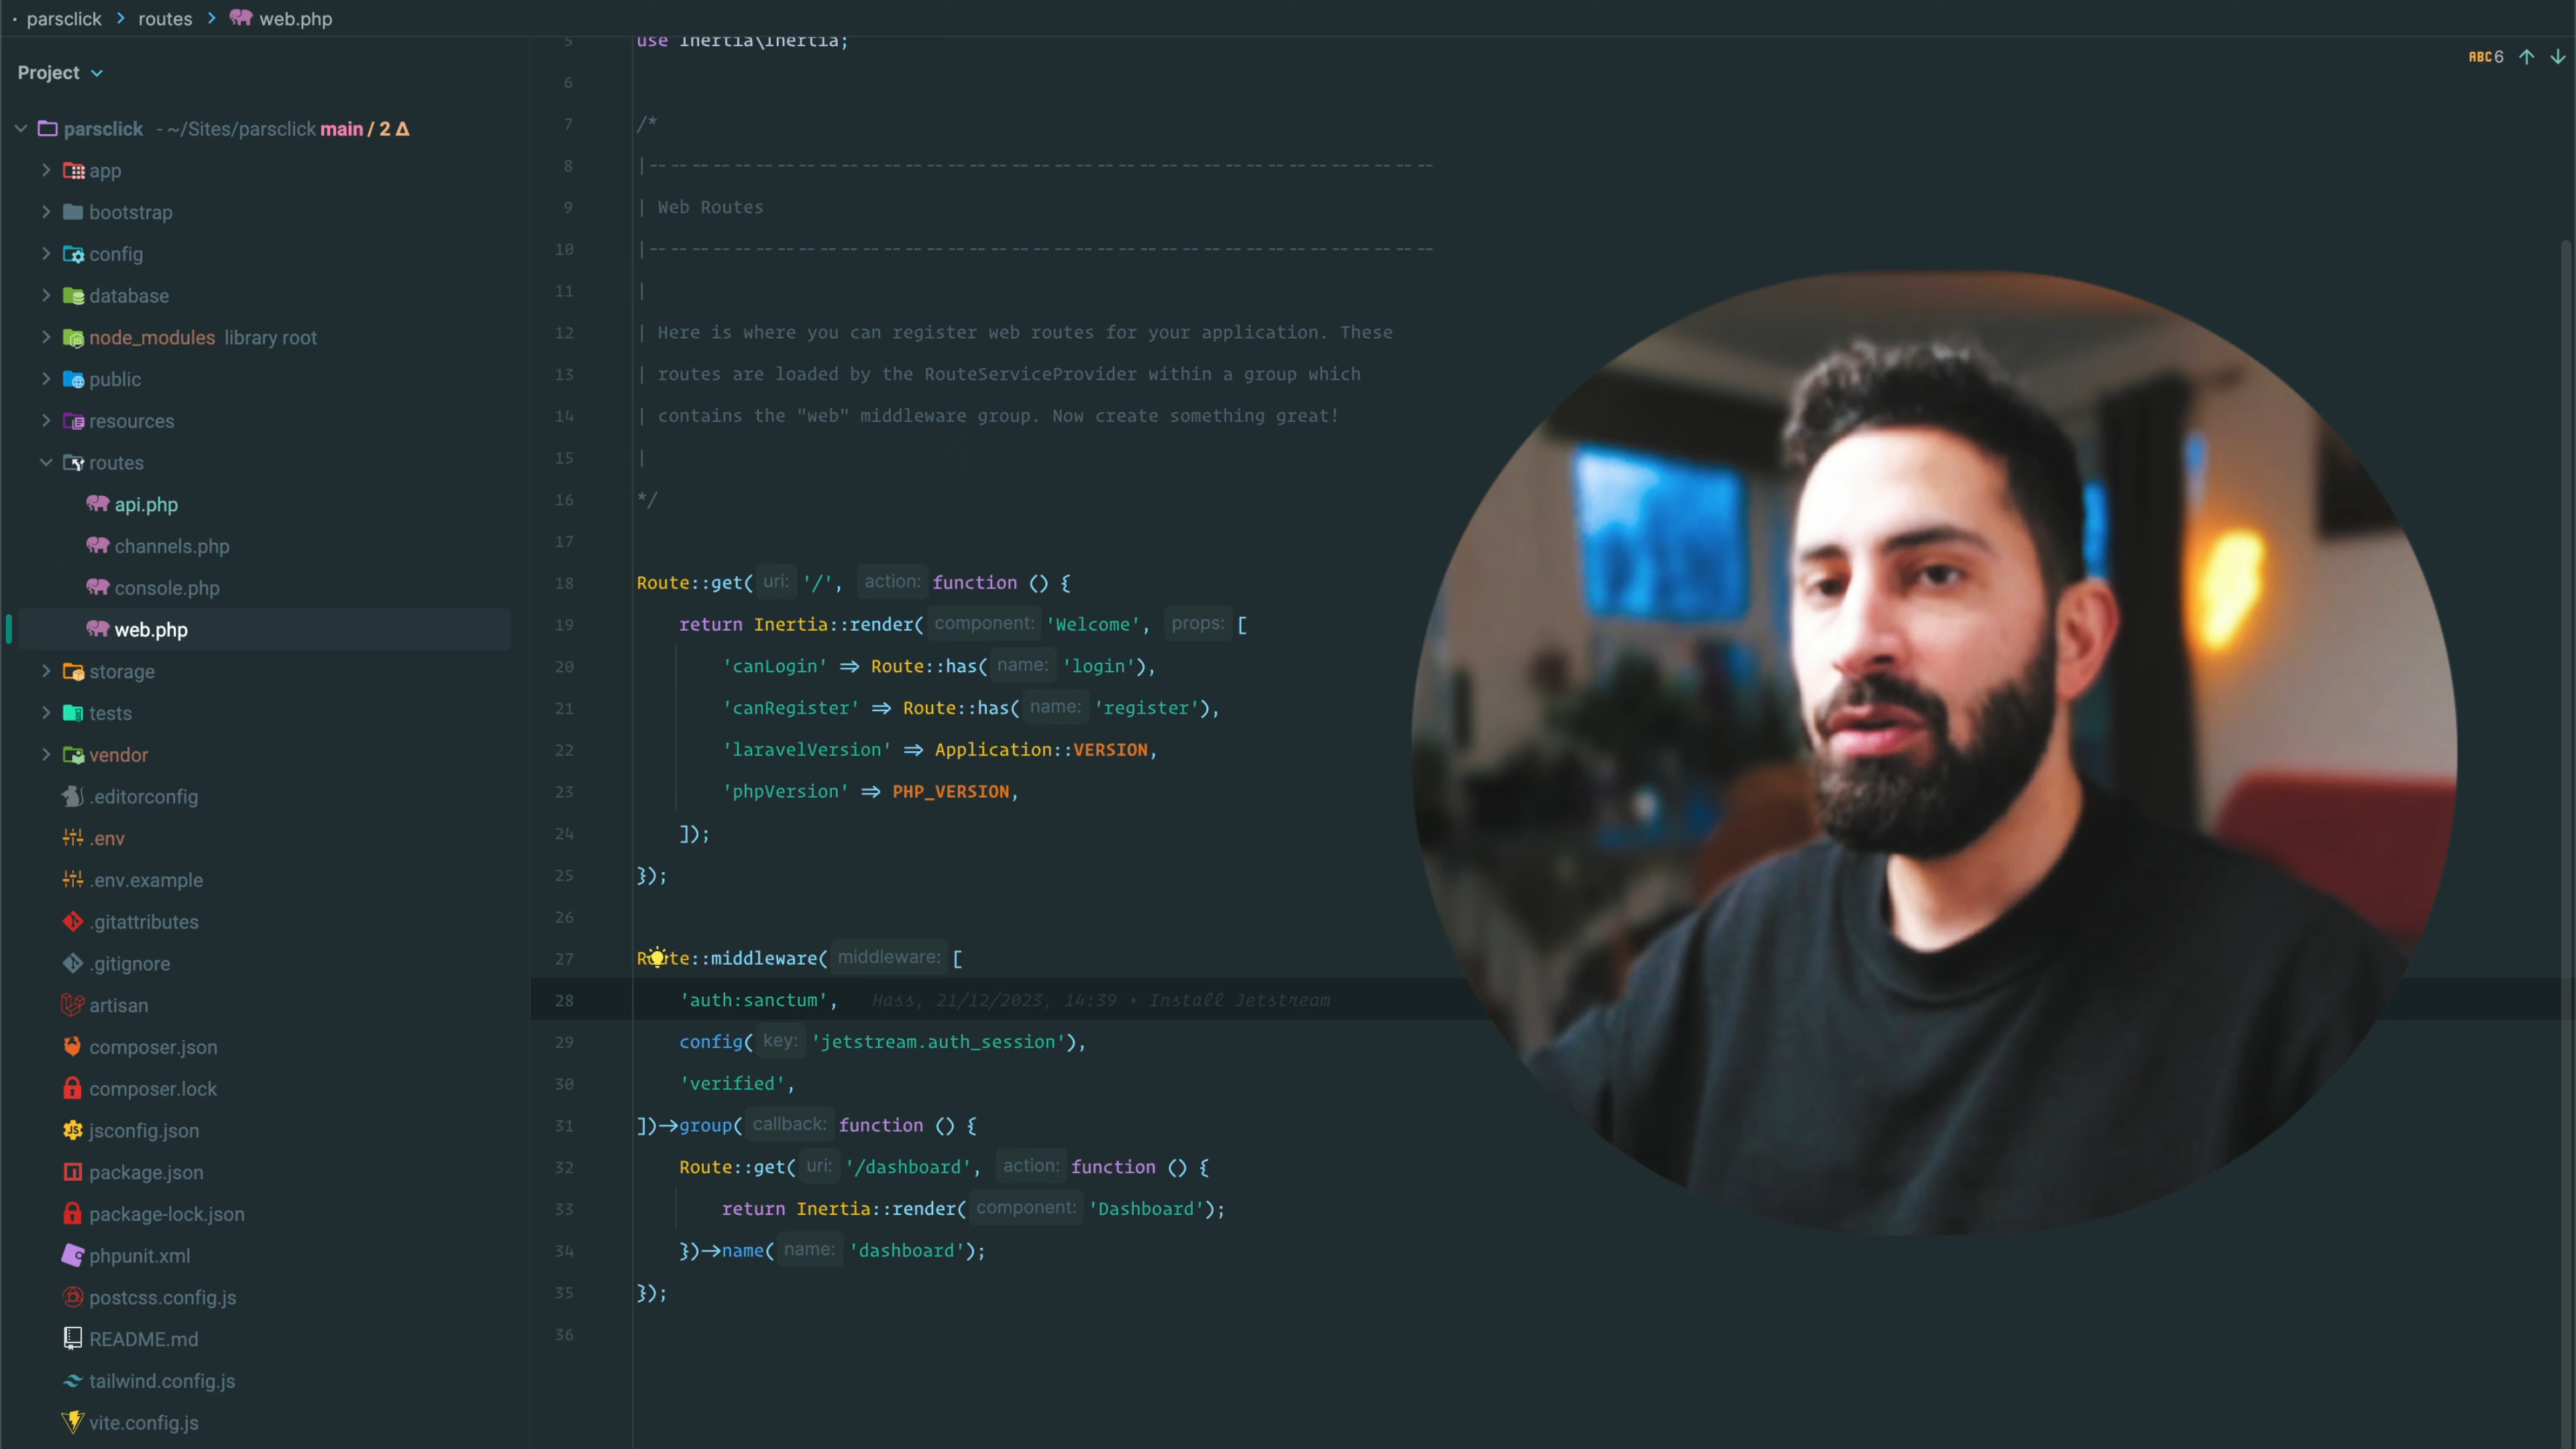 parsclick > routes > web.php
Project
parsclick - ~/Sites/parsclick main / 2 Δ
app
bootstrap
config
database
node_modules library root
public
resources
routes
api.php
channels.php
console.php
web.php
storage
tests
vendor
.editorconfig
.env
.env.example
.gitattributes
.gitignore
artisan
composer.json
composer.lock
jsconfig.json
package.json
package-lock.json
phpunit.xml
postcss.config.js
README.md
tailwind.config.js
vite.config.js
ABC 6
5 use Inertia\Inertia;
6
7 /*
8 |--------------------------------------------------------------------------
9 | Web Routes
10 |--------------------------------------------------------------------------
11 |
12 | Here is where you can register web routes for your application. These
13 | routes are loaded by the RouteServiceProvider within a group which
14 | contains the "web" middleware group. Now create something great!
15 |
16 */
17
18 Route::get( uri: '/', action: function () {
19 return Inertia::render( component: 'Welcome', props: [
20 'canLogin' => Route::has( name: 'login'),
21 'canRegister' => Route::has( name: 'register'),
22 'laravelVersion' => Application::VERSION,
23 'phpVersion' => PHP_VERSION,
24 ]);
25 });
26
27 Route::middleware( middleware: [
28 'auth:sanctum', Hass, 21/12/2023, 14:39 • Install Jetstream
29 config( key: 'jetstream.auth_session'),
30 'verified',
31 ])->group( callback: function () {
32 Route::get( uri: '/dashboard', action: function () {
33 return Inertia::render( component: 'Dashboard');
34 })->name( name: 'dashboard');
35 });
36